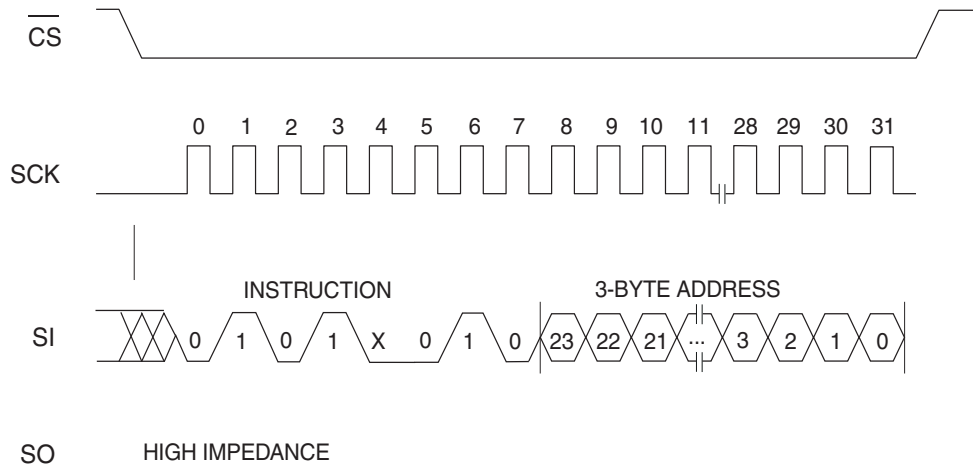 CS
0 1 2 3 4 5 6 7 8 9 10 11 28 29 30 31
SCK
INSTRUCTION 3-BYTE ADDRESS
SI 0 1 0 1 X 0 1 0 23 22 21 ... 3 2 1 0
SO HIGH IMPEDANCE